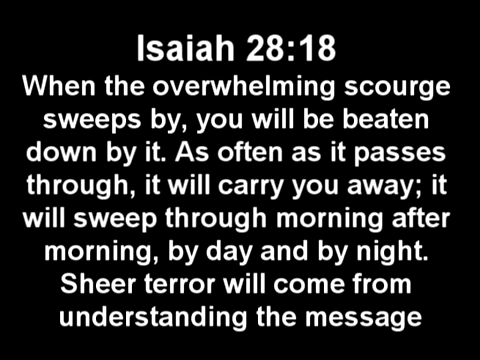 Isaiah 28:18
When the overwhelming scourge
sweeps by, you will be beaten
down by it. As often as it passes
through, it will carry you away; it
will sweep through morning after
morning, by day and by night.
Sheer terror will come from
understanding the message